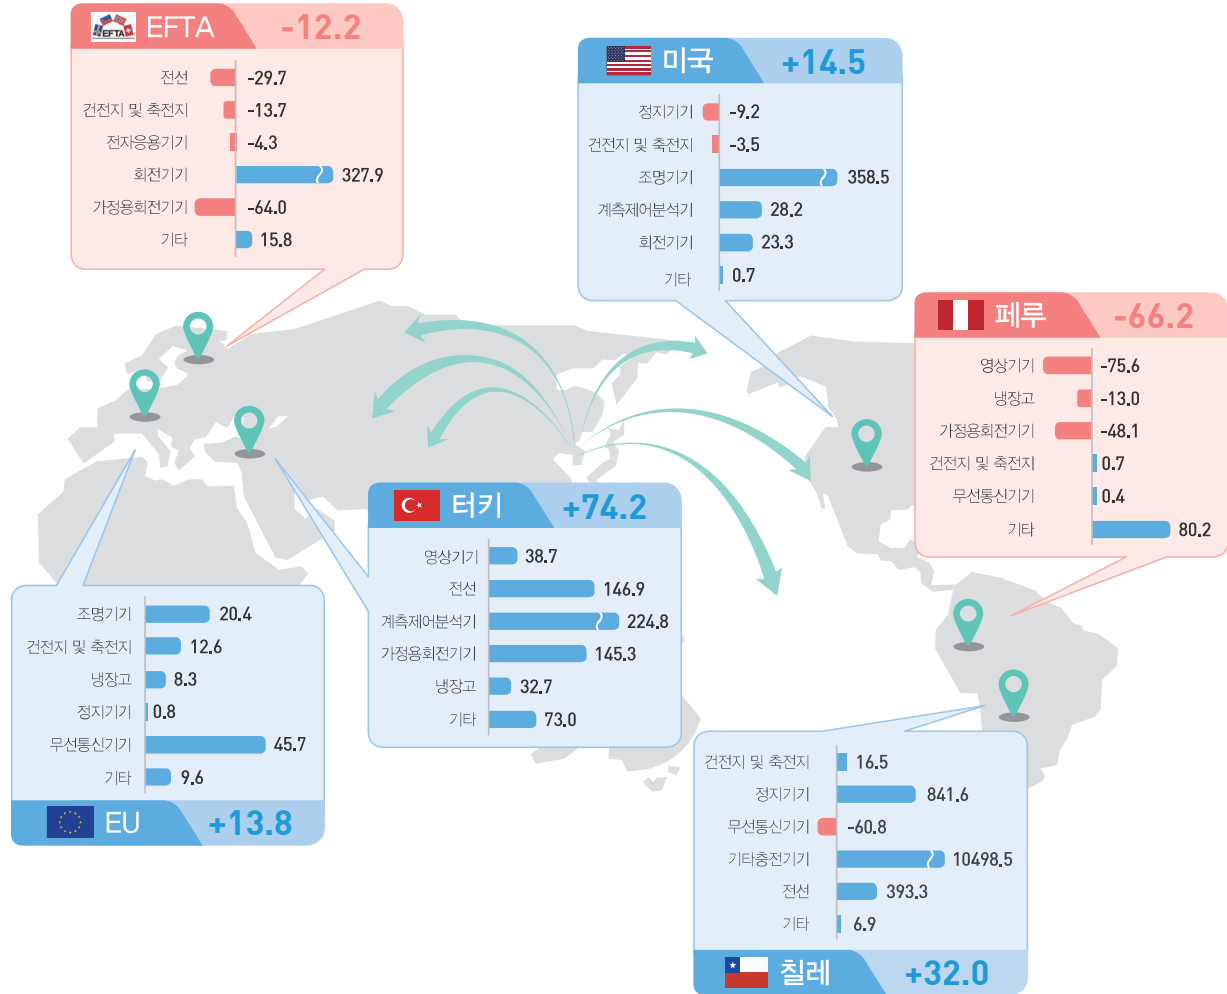 EFTA EFTA -12.2
전선 -29.7
건전지 및 축전지 -13.7
전자응용기기 -4.3
회전기기 327.9
가정용회전기기 -64.0
기타 15.8
미국 +14.5
정지기기 -9.2
건전지 및 축전지 -3.5
조명기기 358.5
계측제어분석기 28.2
회전기기 23.3
기타 0.7
페루 -66.2
영상기기 -75.6
냉장고 -13.0
가정용회전기기 -48.1
건전지 및 축전지 0.7
무선통신기기 0.4
기타 80.2
터키 +74.2
영상기기 38.7
전선 146.9
계측제어분석기 224.8
가정용회전기기 145.3
냉장고 32.7
기타 73.0
조명기기 20.4
건전지 및 축전지 12.6
냉장고 8.3
정지기기 0.8
무선통신기기 45.7
기타 9.6
EU +13.8
건전지 및 축전지 16.5
정지기기 841.6
무선통신기기 -60.8
기타충전기기 10498.5
전선 393.3
기타 6.9
칠레 +32.0